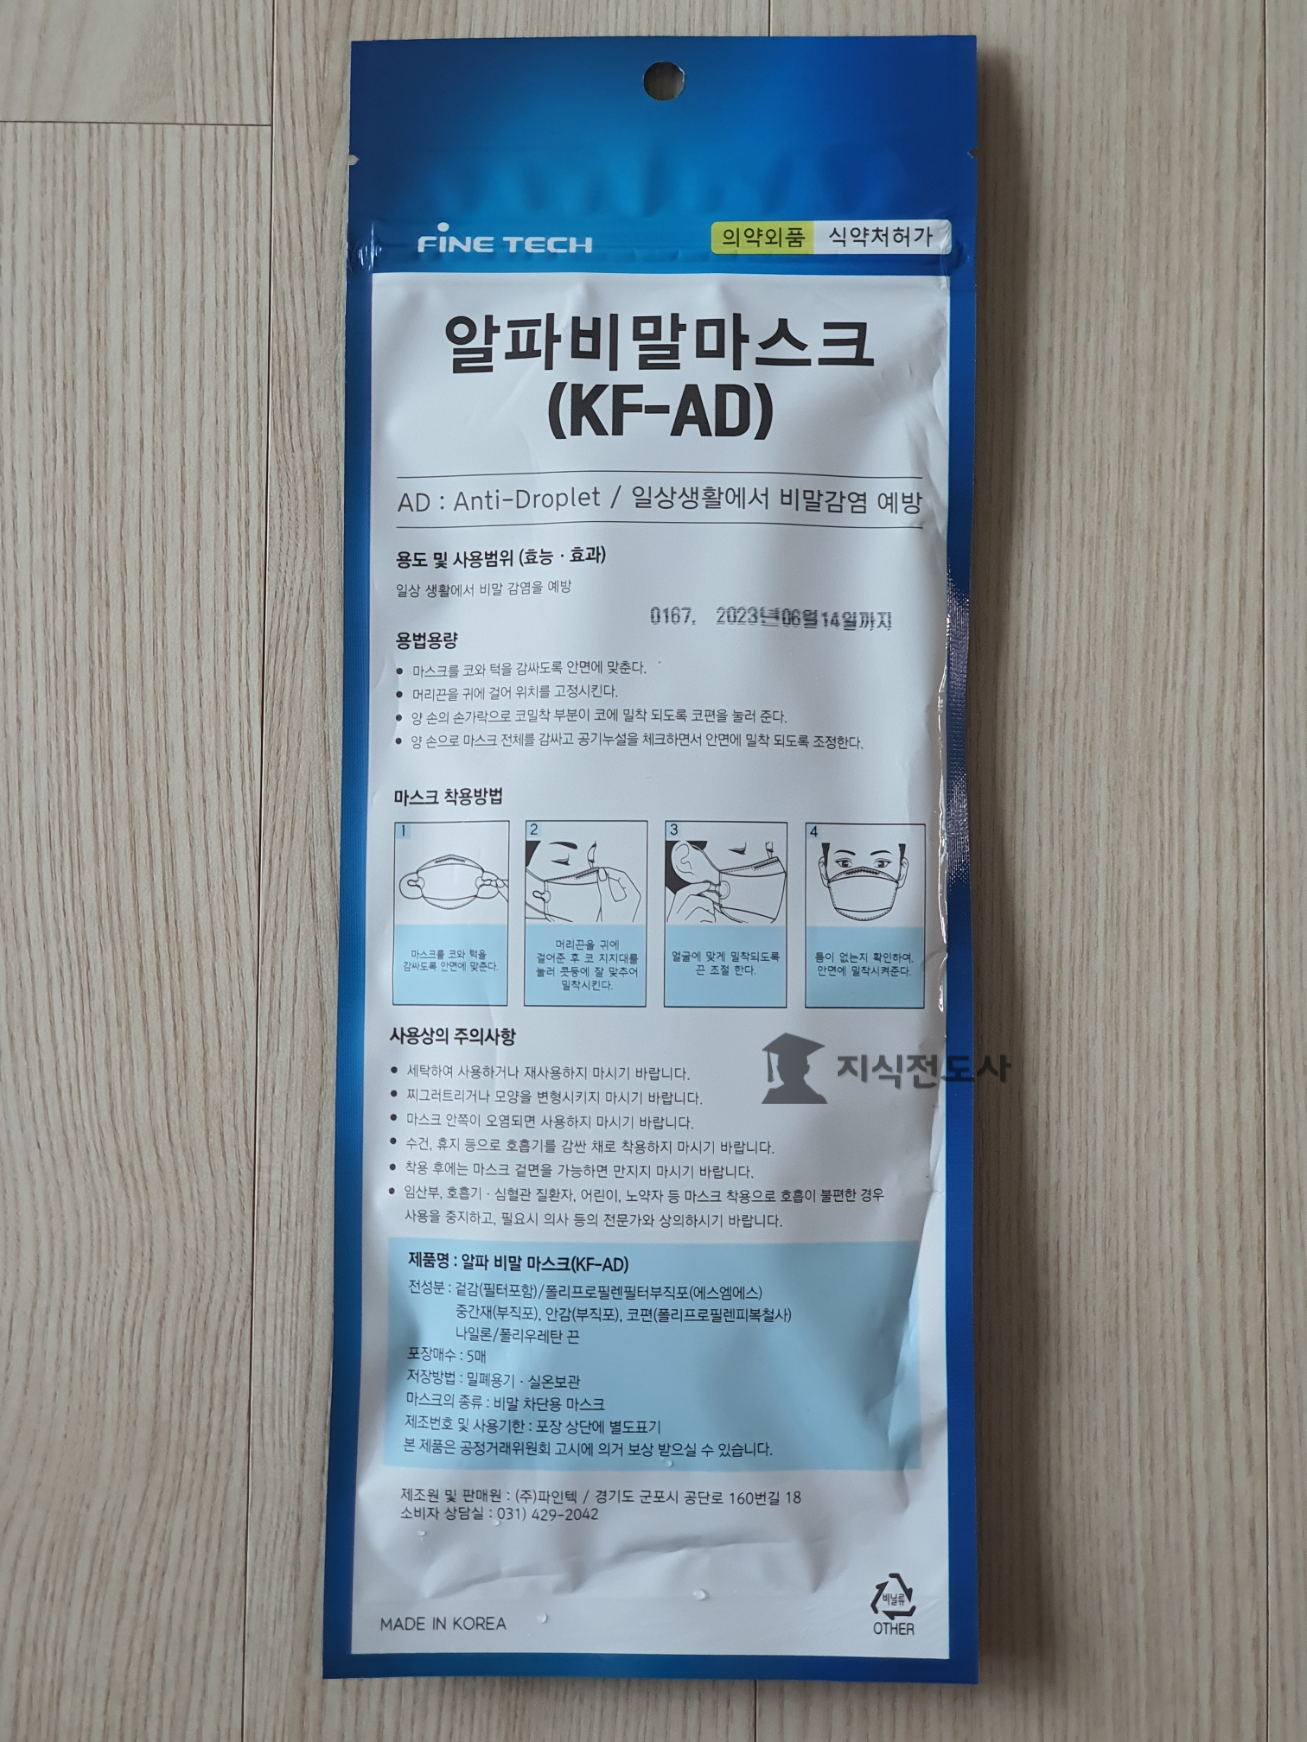 FINE TECH
의약외품 식약처허가
알파비말마스크
(KF-AD)
AD : Anti-Droplet / 일상생활에서 비말감염 예방
용도 및 사용범위 (효능 · 효과)
일상 생활에서 비말 감염을 예방
0167. 2023년06월14일까지
용법용량
• 마스크를 코와 턱을 감싸도록 안면에 맞춘다.
• 머리끈을 귀에 걸어 위치를 고정시킨다.
• 양 손의 손가락으로 코밀착 부분이 코에 밀착 되도록 코편을 눌러 준다.
• 양 손으로 마스크 전체를 감싸고 공기누설을 체크하면서 안면에 밀착 되도록 조정한다.
마스크 착용방법
1
마스크를 코와 턱을
감싸도록 안면에 맞춘다.
2
머리끈을 귀에
걸어준 후 코 지지대를
눌러 콧등에 잘 맞추어
밀착시킨다.
3
얼굴에 맞게 밀착되도록
끈 조절 한다.
4
틈이 없는지 확인하여,
안면에 밀착시켜준다.
사용상의 주의사항
• 세탁하여 사용하거나 재사용하지 마시기 바랍니다.
• 찌그러트리거나 모양을 변형시키지 마시기 바랍니다.
• 마스크 안쪽이 오염되면 사용하지 마시기 바랍니다.
• 수건, 휴지 등으로 호흡기를 감싼 채로 착용하지 마시기 바랍니다.
• 착용 후에는 마스크 겉면을 가능하면 만지지 마시기 바랍니다.
• 임산부, 호흡기 · 심혈관 질환자, 어린이, 노약자 등 마스크 착용으로 호흡이 불편한 경우
사용을 중지하고, 필요시 의사 등의 전문가와 상의하시기 바랍니다.
지식전도사
제품명 : 알파 비말 마스크(KF-AD)
전성분 : 겉감(필터포함)/폴리프로필렌필터부직포(에스엠에스)
중간재(부직포), 안감(부직포), 코편(폴리프로필렌피복철사)
나일론/폴리우레탄 끈
포장매수 : 5매
저장방법 : 밀폐용기 · 실온보관
마스크의 종류 : 비말 차단용 마스크
제조번호 및 사용기한 : 포장 상단에 별도표기
본 제품은 공정거래위원회 고시에 의거 보상 받으실 수 있습니다.
제조원 및 판매원 : (주)파인텍 / 경기도 군포시 공단로 160번길 18
소비자 상담실 : 031) 429-2042
MADE IN KOREA
비닐류
OTHER